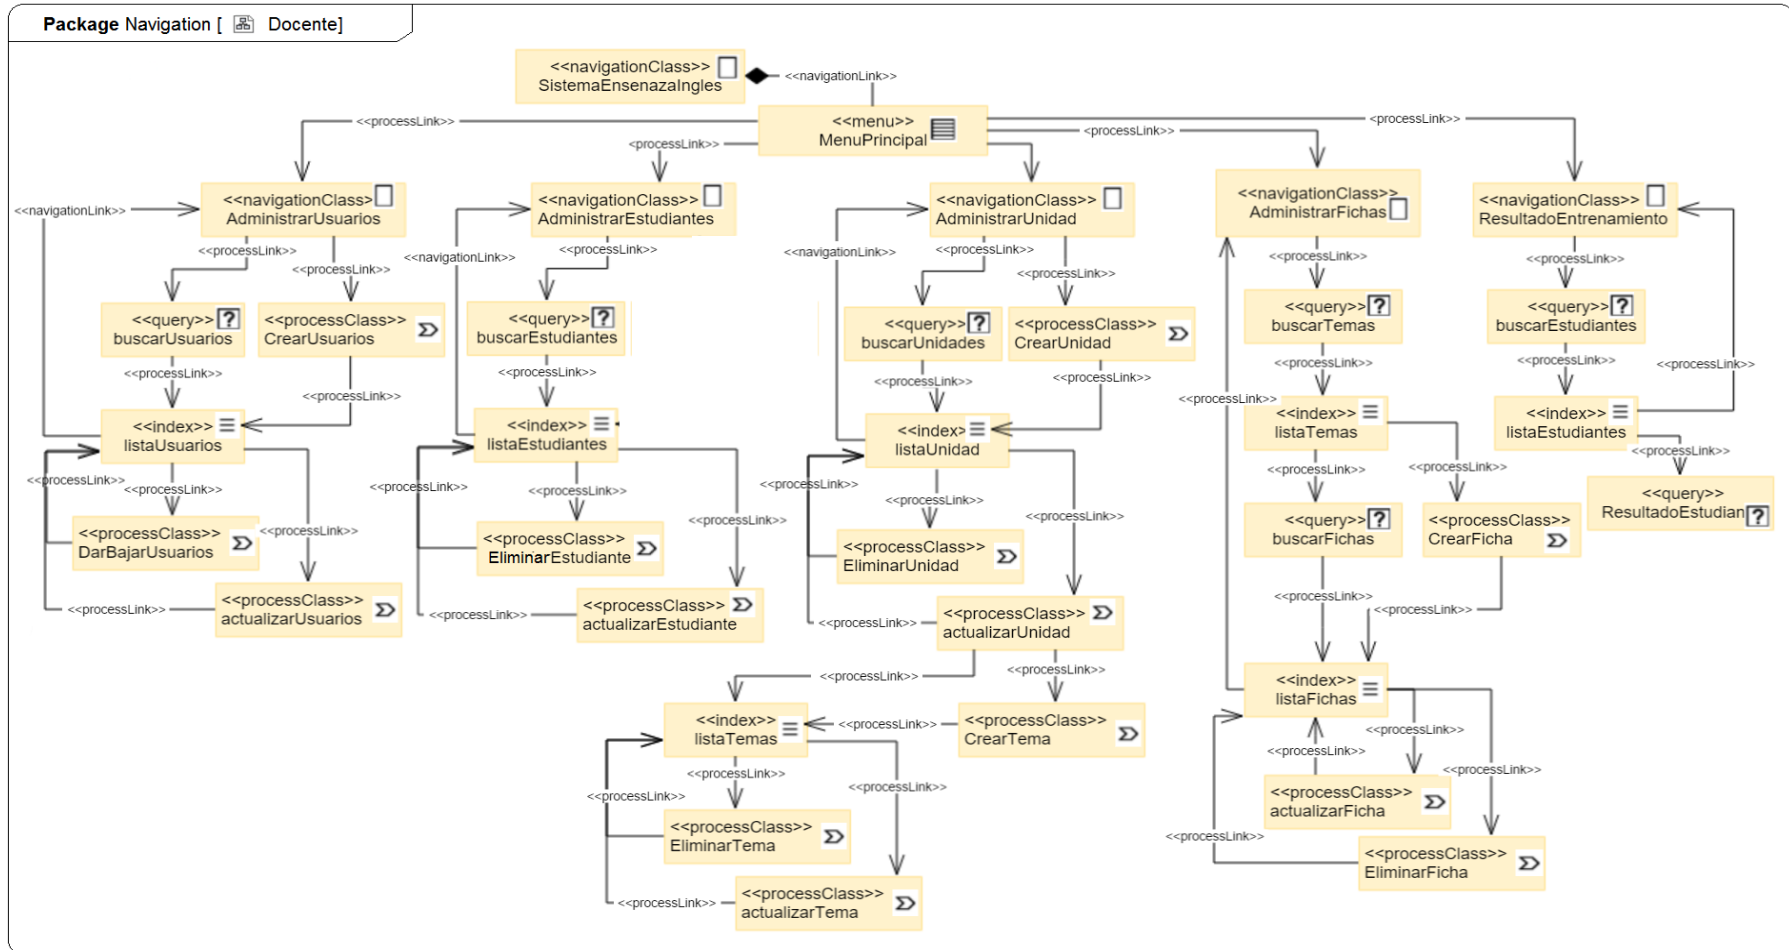 Package Navigation [ Docente]
<<navigationClass>>
SistemaEnsenazaIngles
<<navigationLink>>
<<menu>>
MenuPrincipal
<<processLink>>
<processLink>>
<processLink>>
<<processLink>>
<<navigationClass>
AdministrarUsuarios
<<navigationLink>>
<<processLink>>
<<processLink>>
<<query>>
buscarUsuarios
<<processClass>>
CrearUsuarios
<<processLink>>
<<processLink>>
<<index>>
listaUsuarios
<<processLink>>
<<processLink>>
<<processLink>>
<<processClass>>
DarBajarUsuarios
<<processLink>>
<<processClass>>
actualizarUsuarios
<<navigationClass>>
AdministrarEstudiantes
<<processLink>>
<<navigationLink>>
<<query>>
buscarEstudiantes
<<processLink>>
<<index>>
listaEstudiantes
<<processLink>>
<<processLink>>
<<processLink>>
<<processClass>>
EliminarEstudiante
<<processLink>>
<<processClass>>
actualizarEstudiante
<<navigationClass>>
AdministrarUnidad
<<navigationLink>>
<<processLink>>
<<processLink>>
<<query>>
buscarUnidades
<<processClass>>
CrearUnidad
<<processLink>>
<<processLink>>
<<index>
listaUnidad
<<processLink>>
<<processLink>>
<<processLink>>
<<processClass>>
EliminarUnidad
<<processLink>>
<<processClass>>
actualizarUnidad
<<processLink>>
<<processLink>>
<<index>>
listaTemas
<<processLink>>
<<processClass>>
CrearTema
<<processLink>>
<<processLink>>
<<processLink>>
<<processClass>>
EliminarTema
<<processLink>>
<<processClass>>
actualizarTema
<<navigationClass>>
AdministrarFichas
<<processLink>>
<<query>>
buscarTemas
<<processLink>>
<<processLink>>
<<index>>
listaTemas
<<processLink>>
<<processLink>>
<<query>>
buscarFichas
<<processClass>>
CrearFicha
<<processLink>>
<<processLink>>
<<index>>
listaFichas
<<processLink>>
<<processLink>>
<<processLink>>
<<processClass>>
actualizarFicha
<<processLink>>
<<processClass>>
EliminarFicha
<<navigationClass>
ResultadoEntrenamiento
<<processLink>>
<<query>>
buscarEstudiantes
<<processLink>>
<<processLink>>
<<index>>
listaEstudiantes
<<processLink>>
<<query>>
ResultadoEstudian